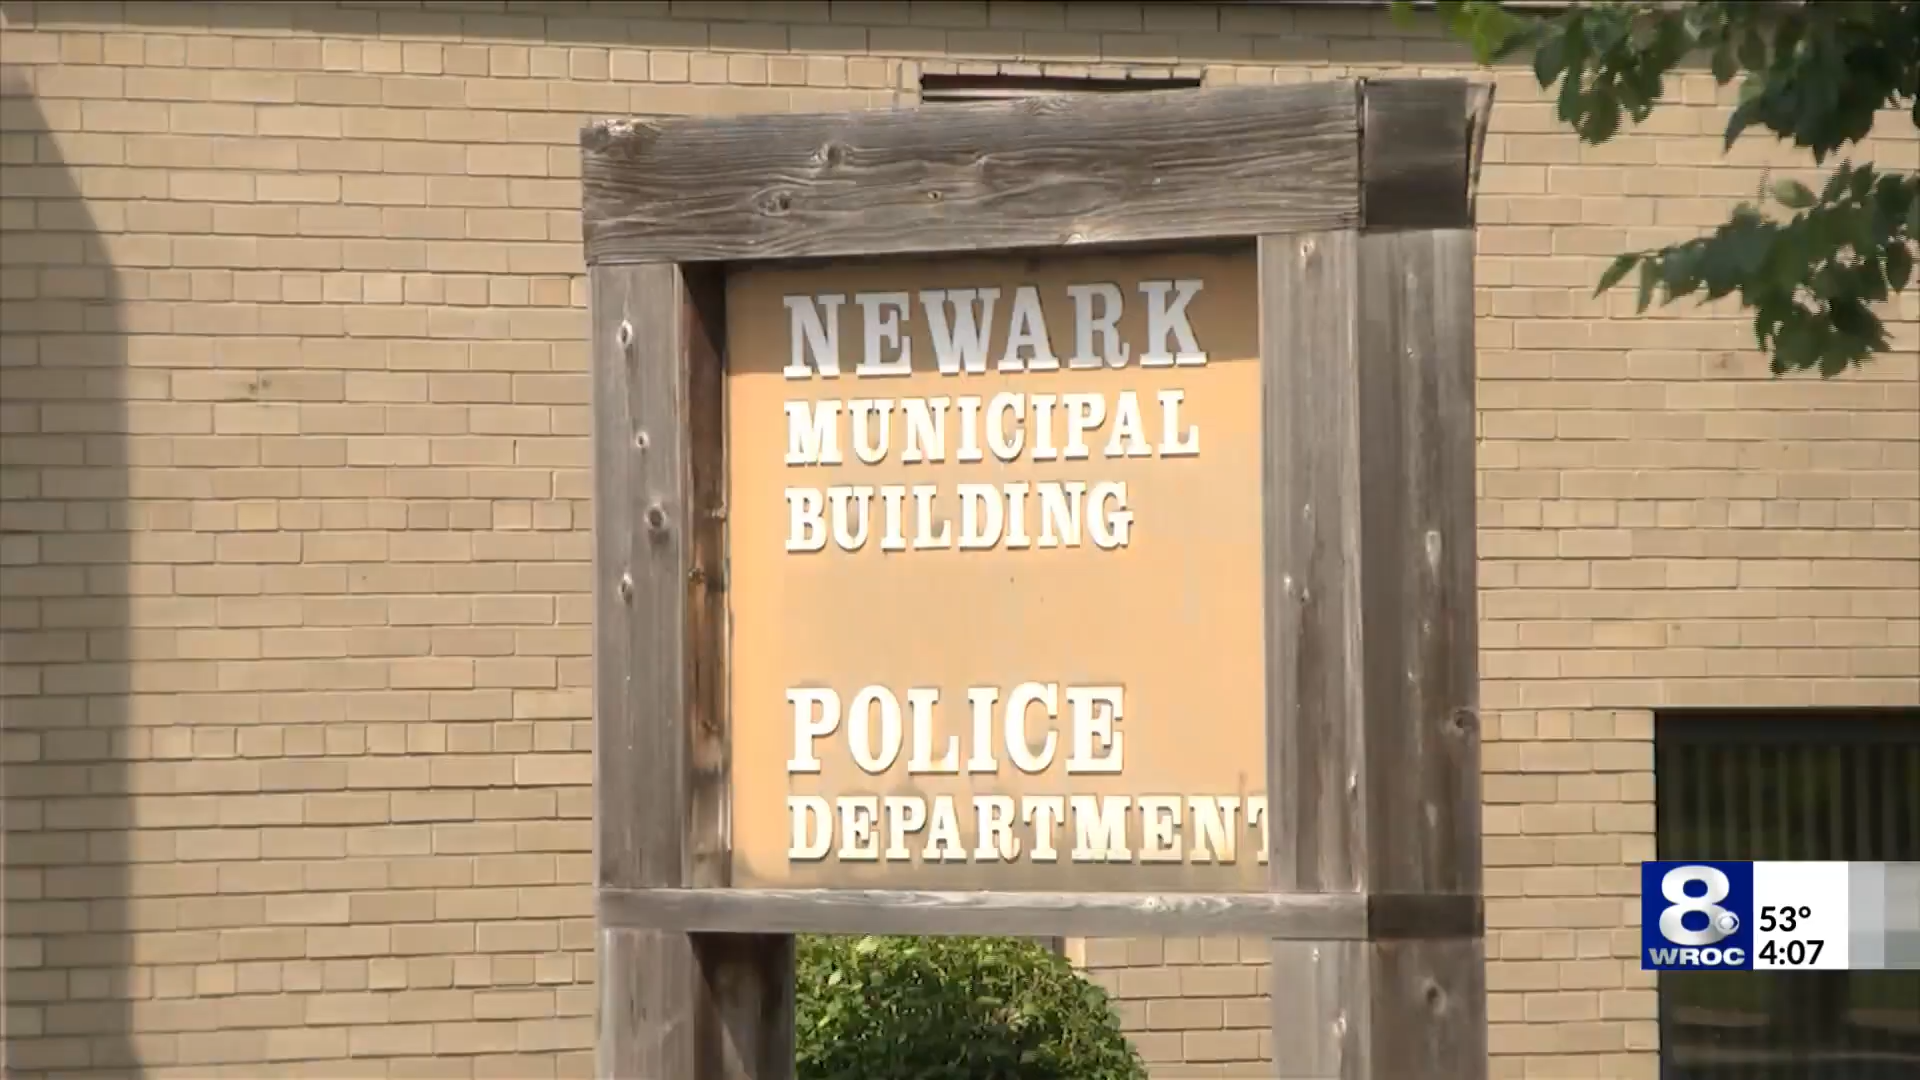 NEWARK
MUNICIPAL
BUILDING
POLICE
DEPARTMENT
8
WROC
53°
4:07